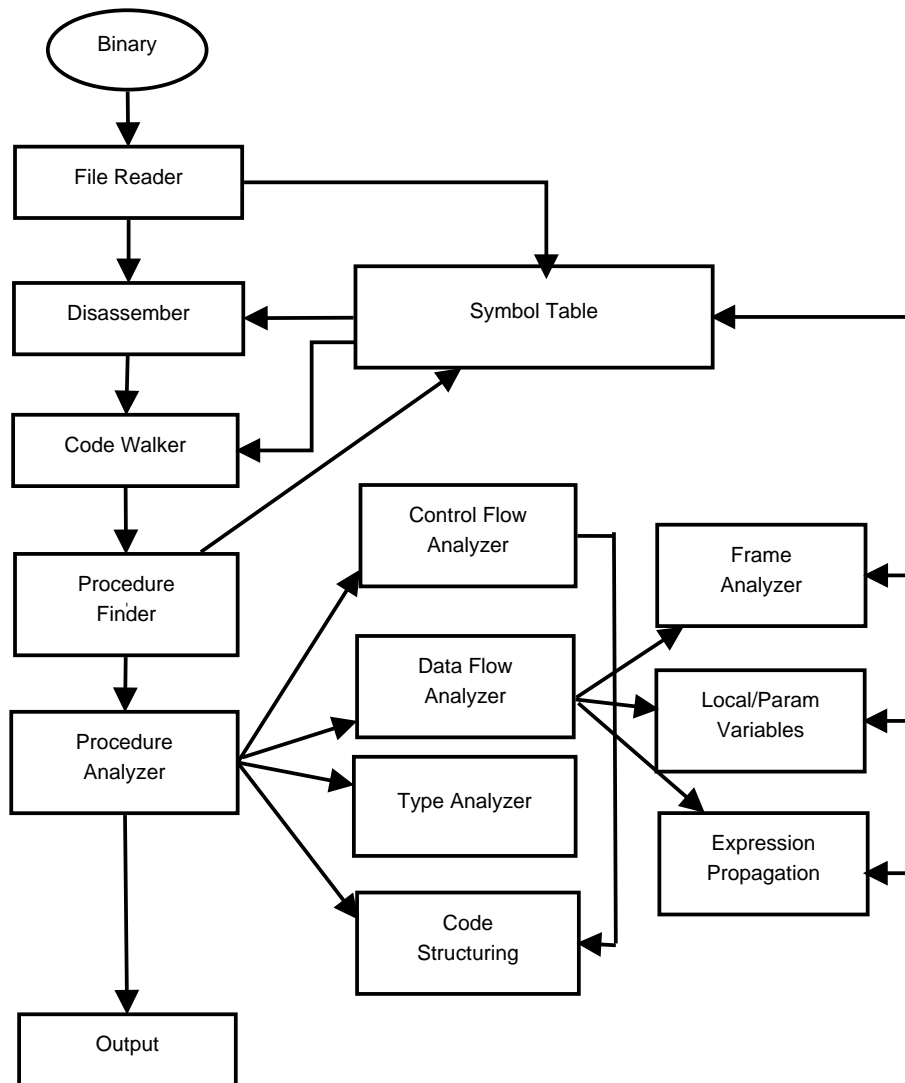 Binary
File Reader
Disassember
Symbol Table
Code Walker
Control Flow
Analyzer
Frame
Analyzer
Procedure
Finder
Data Flow
Analyzer
Local/Param
Variables
Procedure
Analyzer
Type Analyzer
Expression
Propagation
Code
Structuring
Output